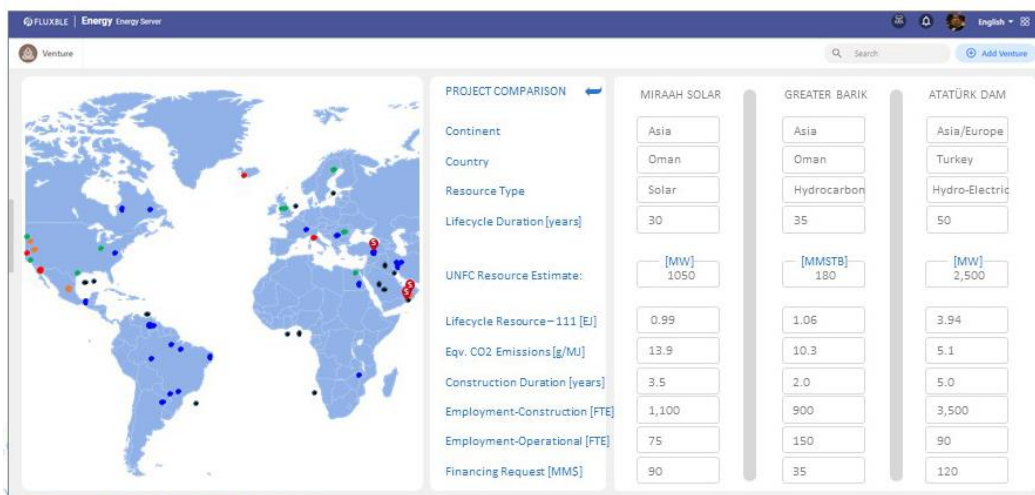 FLUXBLE | Energy Energy Server
English
Venture
Search
Add Venture
PROJECT COMPARISON MIRAAH SOLAR GREATER BARIK ATATÜRK DAM
Continent Asia Asia Asia/Europe
Country Oman Oman Turkey
Resource Type Solar Hydrocarbon Hydro-Electric
Lifecycle Duration [years] 30 35 50
[MW] [MMSTB] [MW]
UNFC Resource Estimate: 1050 180 2,500
Lifecycle Resource–111 [EJ] 0.99 1.06 3.94
Eqv. CO2 Emissions [g/MJ] 13.9 10.3 5.1
Construction Duration [years] 3.5 2.0 5.0
Employment-Construction [FTE] 1,100 900 3,500
Employment-Operational [FTE] 75 150 90
Financing Request [MM$] 90 35 120
S
S
S